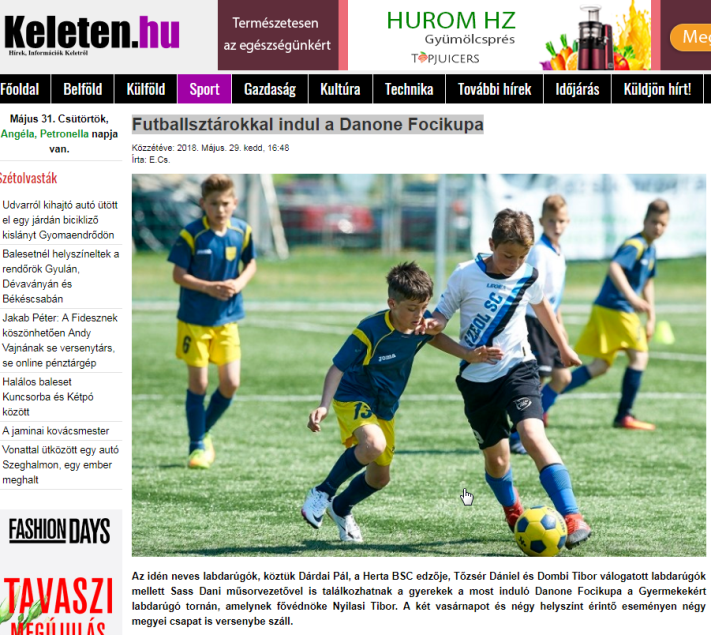 Keleten.hu
Hírek, Információk Keletről
Természetesen
az egészségünkért
HUROM HZ
Gyümölcsprés
TOPJUICERS
Meg
Főoldal
Belföld
Külföld
Sport
Gazdaság
Kultúra
Technika
További hírek
Időjárás
Küldjön hírt!
Május 31. Csütörtök,
Angéla, Petronella napja
van.
Szétolvasták
Udvarról kihajtó autó ütött
el egy járdán bicikliző
kislányt Gyomaendrődön
Balesetnél helyszíneltek a
rendőrök Gyulán,
Dévaványán és
Békéscsabán
Jakab Péter: A Fidesznek
köszönhetően Andy
Vajnának se versenytárs,
se online pénztárgép
Halálos baleset
Kuncsorba és Kétpó
között
A jaminai kovácsmester
Vonattal ütközött egy autó
Szeghalmon, egy ember
meghalt
FASHION DAYS
TAVASZI
MEGÚJULÁS
Futballsztárokkal indul a Danone Focikupa
Közzétéve: 2018. Május. 29. kedd, 16:48
Írta: E.Cs.
6
joma
13
LEGEA
SZEOL SC
Az idén neves labdarúgók, köztük Dárdai Pál, a Herta BSC edzője, Tőzsér Dániel és Dombi Tibor válogatott labdarúgók
mellett Sass Dani műsorvezetővel is találkozhatnak a gyerekek a most induló Danone Focikupa a Gyermekekért
labdarúgó tornán, amelynek fővédnöke Nyilasi Tibor. A két vasárnapot és négy helyszínt érintő eseményen négy
megyei csapat is versenybe száll.